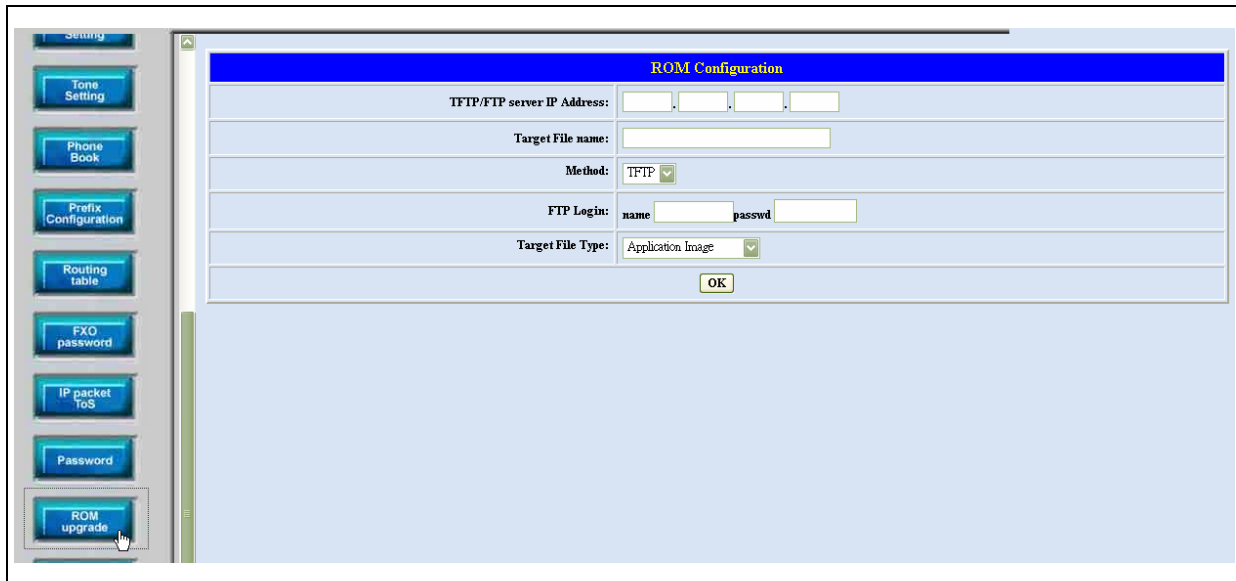 Setting
Tone
Setting
Phone
Book
Prefix
Configuration
Routing
table
FXO
password
IP packet
ToS
Password
ROM
upgrade
ROM Configuration
TFTP/FTP server IP Address: . . .
Target File name:
Method: TFTP
FTP Login: name passwd
Target File Type: Application Image
OK